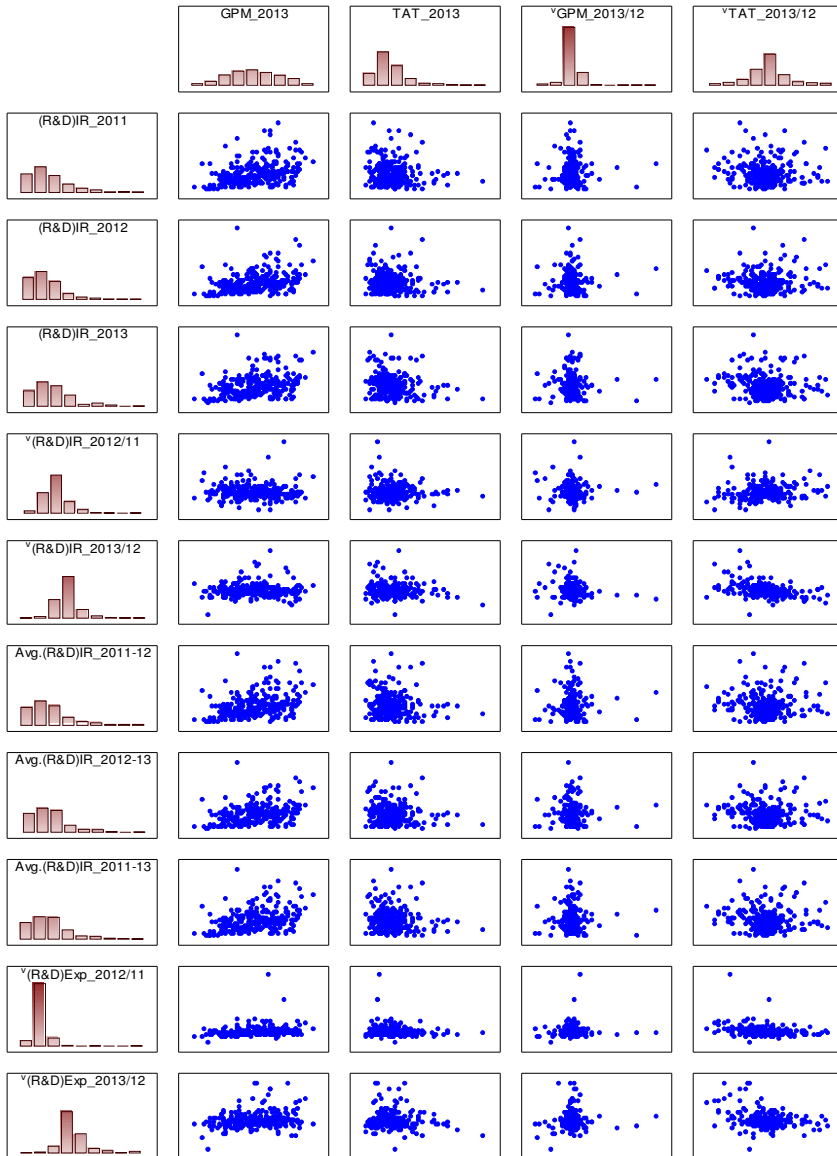 GPM_2013
TAT_2013
ᵛGPM_2013/12
ᵛTAT_2013/12
(R&D)IR_2011
(R&D)IR_2012
(R&D)IR_2013
ᵛ(R&D)IR_2012/11
ᵛ(R&D)IR_2013/12
Avg.(R&D)IR_2011-12
Avg.(R&D)IR_2012-13
Avg.(R&D)IR_2011-13
ᵛ(R&D)Exp_2012/11
ᵛ(R&D)Exp_2013/12